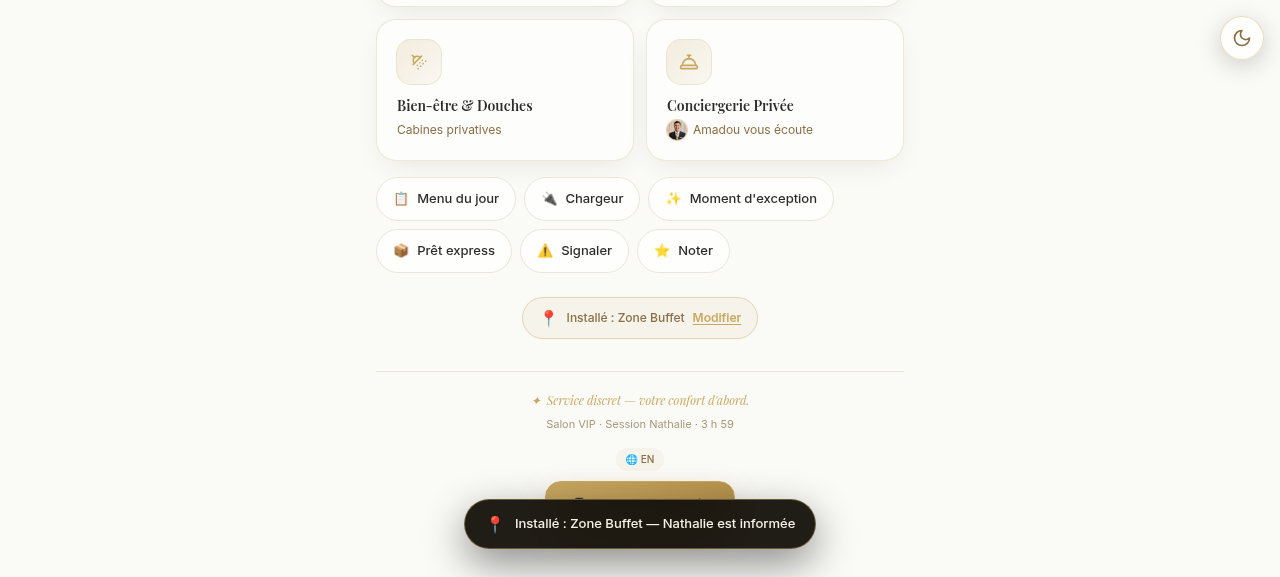 Bien-être & Douches
Cabines privatives
Conciergerie Privée
Amadou vous écoute
Menu du jour
Chargeur
Moment d'exception
Prêt express
Signaler
Noter
Installé : Zone Buffet Modifier
✦ Service discret — votre confort d'abord.
Salon VIP · Session Nathalie · 3 h 59
EN
Installé : Zone Buffet — Nathalie est informée